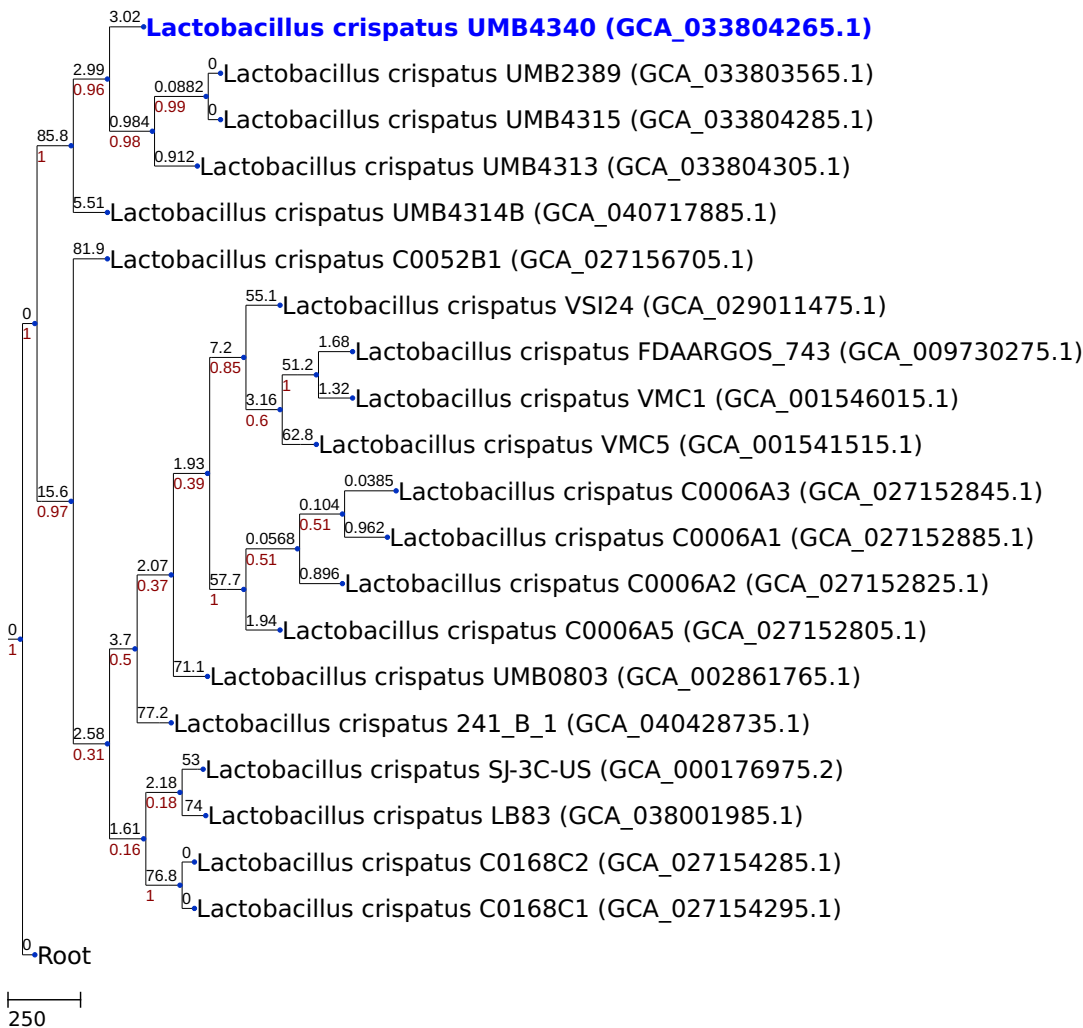 3.02
Lactobacillus crispatus UMB4340 (GCA_033804265.1)
2.99
0.96
0
Lactobacillus crispatus UMB2389 (GCA_033803565.1)
0.0882
0.99
0
Lactobacillus crispatus UMB4315 (GCA_033804285.1)
0.984
0.98
85.8
1
0.912
Lactobacillus crispatus UMB4313 (GCA_033804305.1)
5.51
Lactobacillus crispatus UMB4314B (GCA_040717885.1)
81.9
Lactobacillus crispatus C0052B1 (GCA_027156705.1)
0
1
55.1
Lactobacillus crispatus VSI24 (GCA_029011475.1)
7.2
0.85
1.68
Lactobacillus crispatus FDAARGOS_743 (GCA_009730275.1)
51.2
1
1.32
Lactobacillus crispatus VMC1 (GCA_001546015.1)
3.16
0.6
62.8
Lactobacillus crispatus VMC5 (GCA_001541515.1)
1.93
0.39
15.6
0.97
0.0385
Lactobacillus crispatus C0006A3 (GCA_027152845.1)
0.104
0.51
0.962
Lactobacillus crispatus C0006A1 (GCA_027152885.1)
0.0568
0.51
0.896
Lactobacillus crispatus C0006A2 (GCA_027152825.1)
2.07
0.37
57.7
1
1.94
Lactobacillus crispatus C0006A5 (GCA_027152805.1)
0
1
3.7
0.5
71.1
Lactobacillus crispatus UMB0803 (GCA_002861765.1)
77.2
Lactobacillus crispatus 241_B_1 (GCA_040428735.1)
2.58
0.31
53
Lactobacillus crispatus SJ-3C-US (GCA_000176975.2)
2.18
0.18
74
Lactobacillus crispatus LB83 (GCA_038001985.1)
1.61
0.16
0
Lactobacillus crispatus C0168C2 (GCA_027154285.1)
76.8
1
0
Lactobacillus crispatus C0168C1 (GCA_027154295.1)
0
Root
250